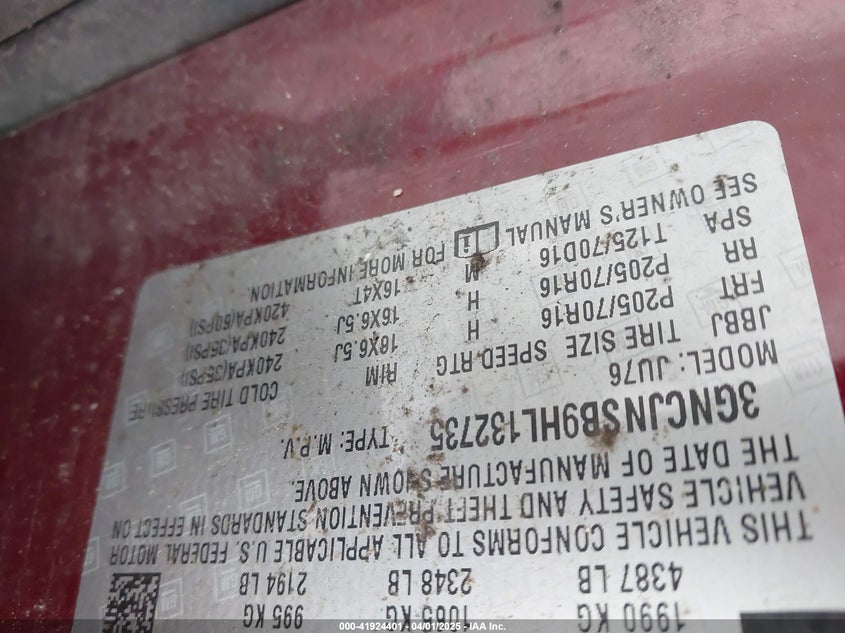 1990 KG 1065 KG 995 KG
4387 LB 2348 LB 2194 LB
THIS VEHICLE CONFORMS TO ALL APPLICABLE U.S. FEDERAL MOTOR
VEHICLE SAFETY AND THEFT PREVENTION STANDARDS IN EFFECT ON
THE DATE OF MANUFACTURE SHOWN ABOVE.
3GNCJNSB9HL132735 TYPE: M.P.V.
MODEL: JU76
JBBJ TIRE SIZE SPEED RTG RIM COLD TIRE PRESSURE
FRT P205/70R16 H 16X6.5J 240KPA(35PSI)
RR P205/70R16 H 16X6.5J 240KPA(35PSI)
SPA T125/70D16 M 16X4T 420KPA(60PSI)
SEE OWNER'S MANUAL i FOR MORE INFORMATION.
000-41924401 - 04/01/2025 - IAA Inc.